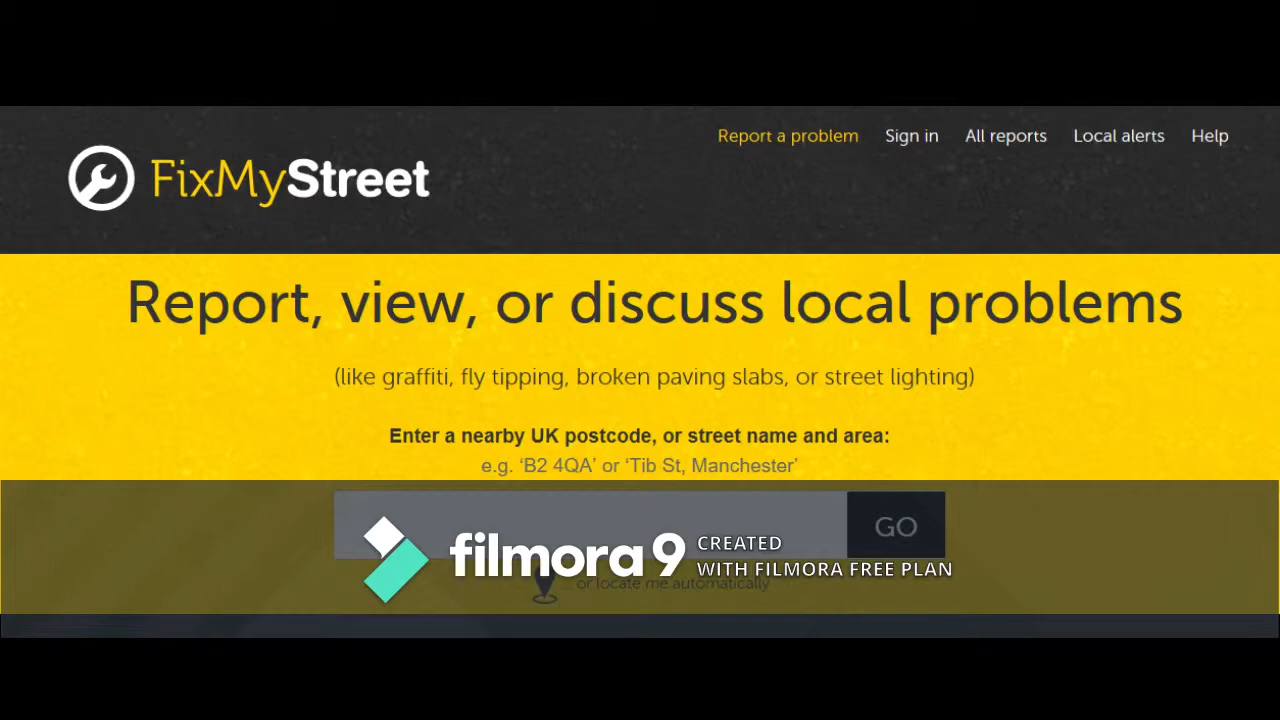 Report a problem Sign in All reports Local alerts Help
FixMyStreet
Report, view, or discuss local problems
(like graffiti, fly tipping, broken paving slabs, or street lighting)
Enter a nearby UK postcode, or street name and area:
e.g. ‘B2 4QA’ or ‘Tib St, Manchester’
GO
filmora 9 CREATED
WITH FILMORA FREE PLAN
... or locate me automatically